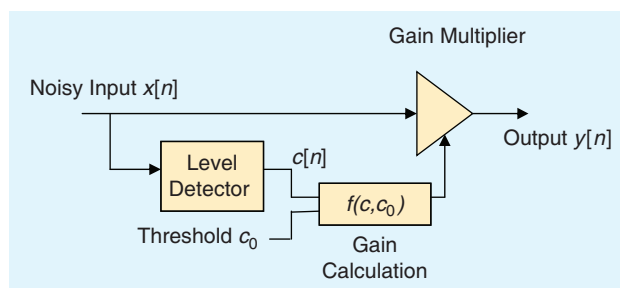 Gain Multiplier
Noisy Input x[n]
Output y[n]
Level
Detector
c[n]
f(c,c₀)
Threshold c₀
Gain
Calculation